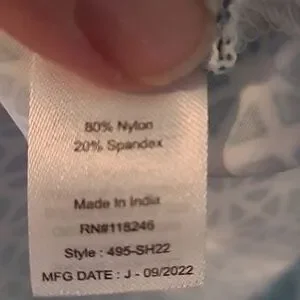 80% Nylon
20% Spandex
Made In India
RN#118246
Style : 495-SH22
MFG DATE : J - 09/2022